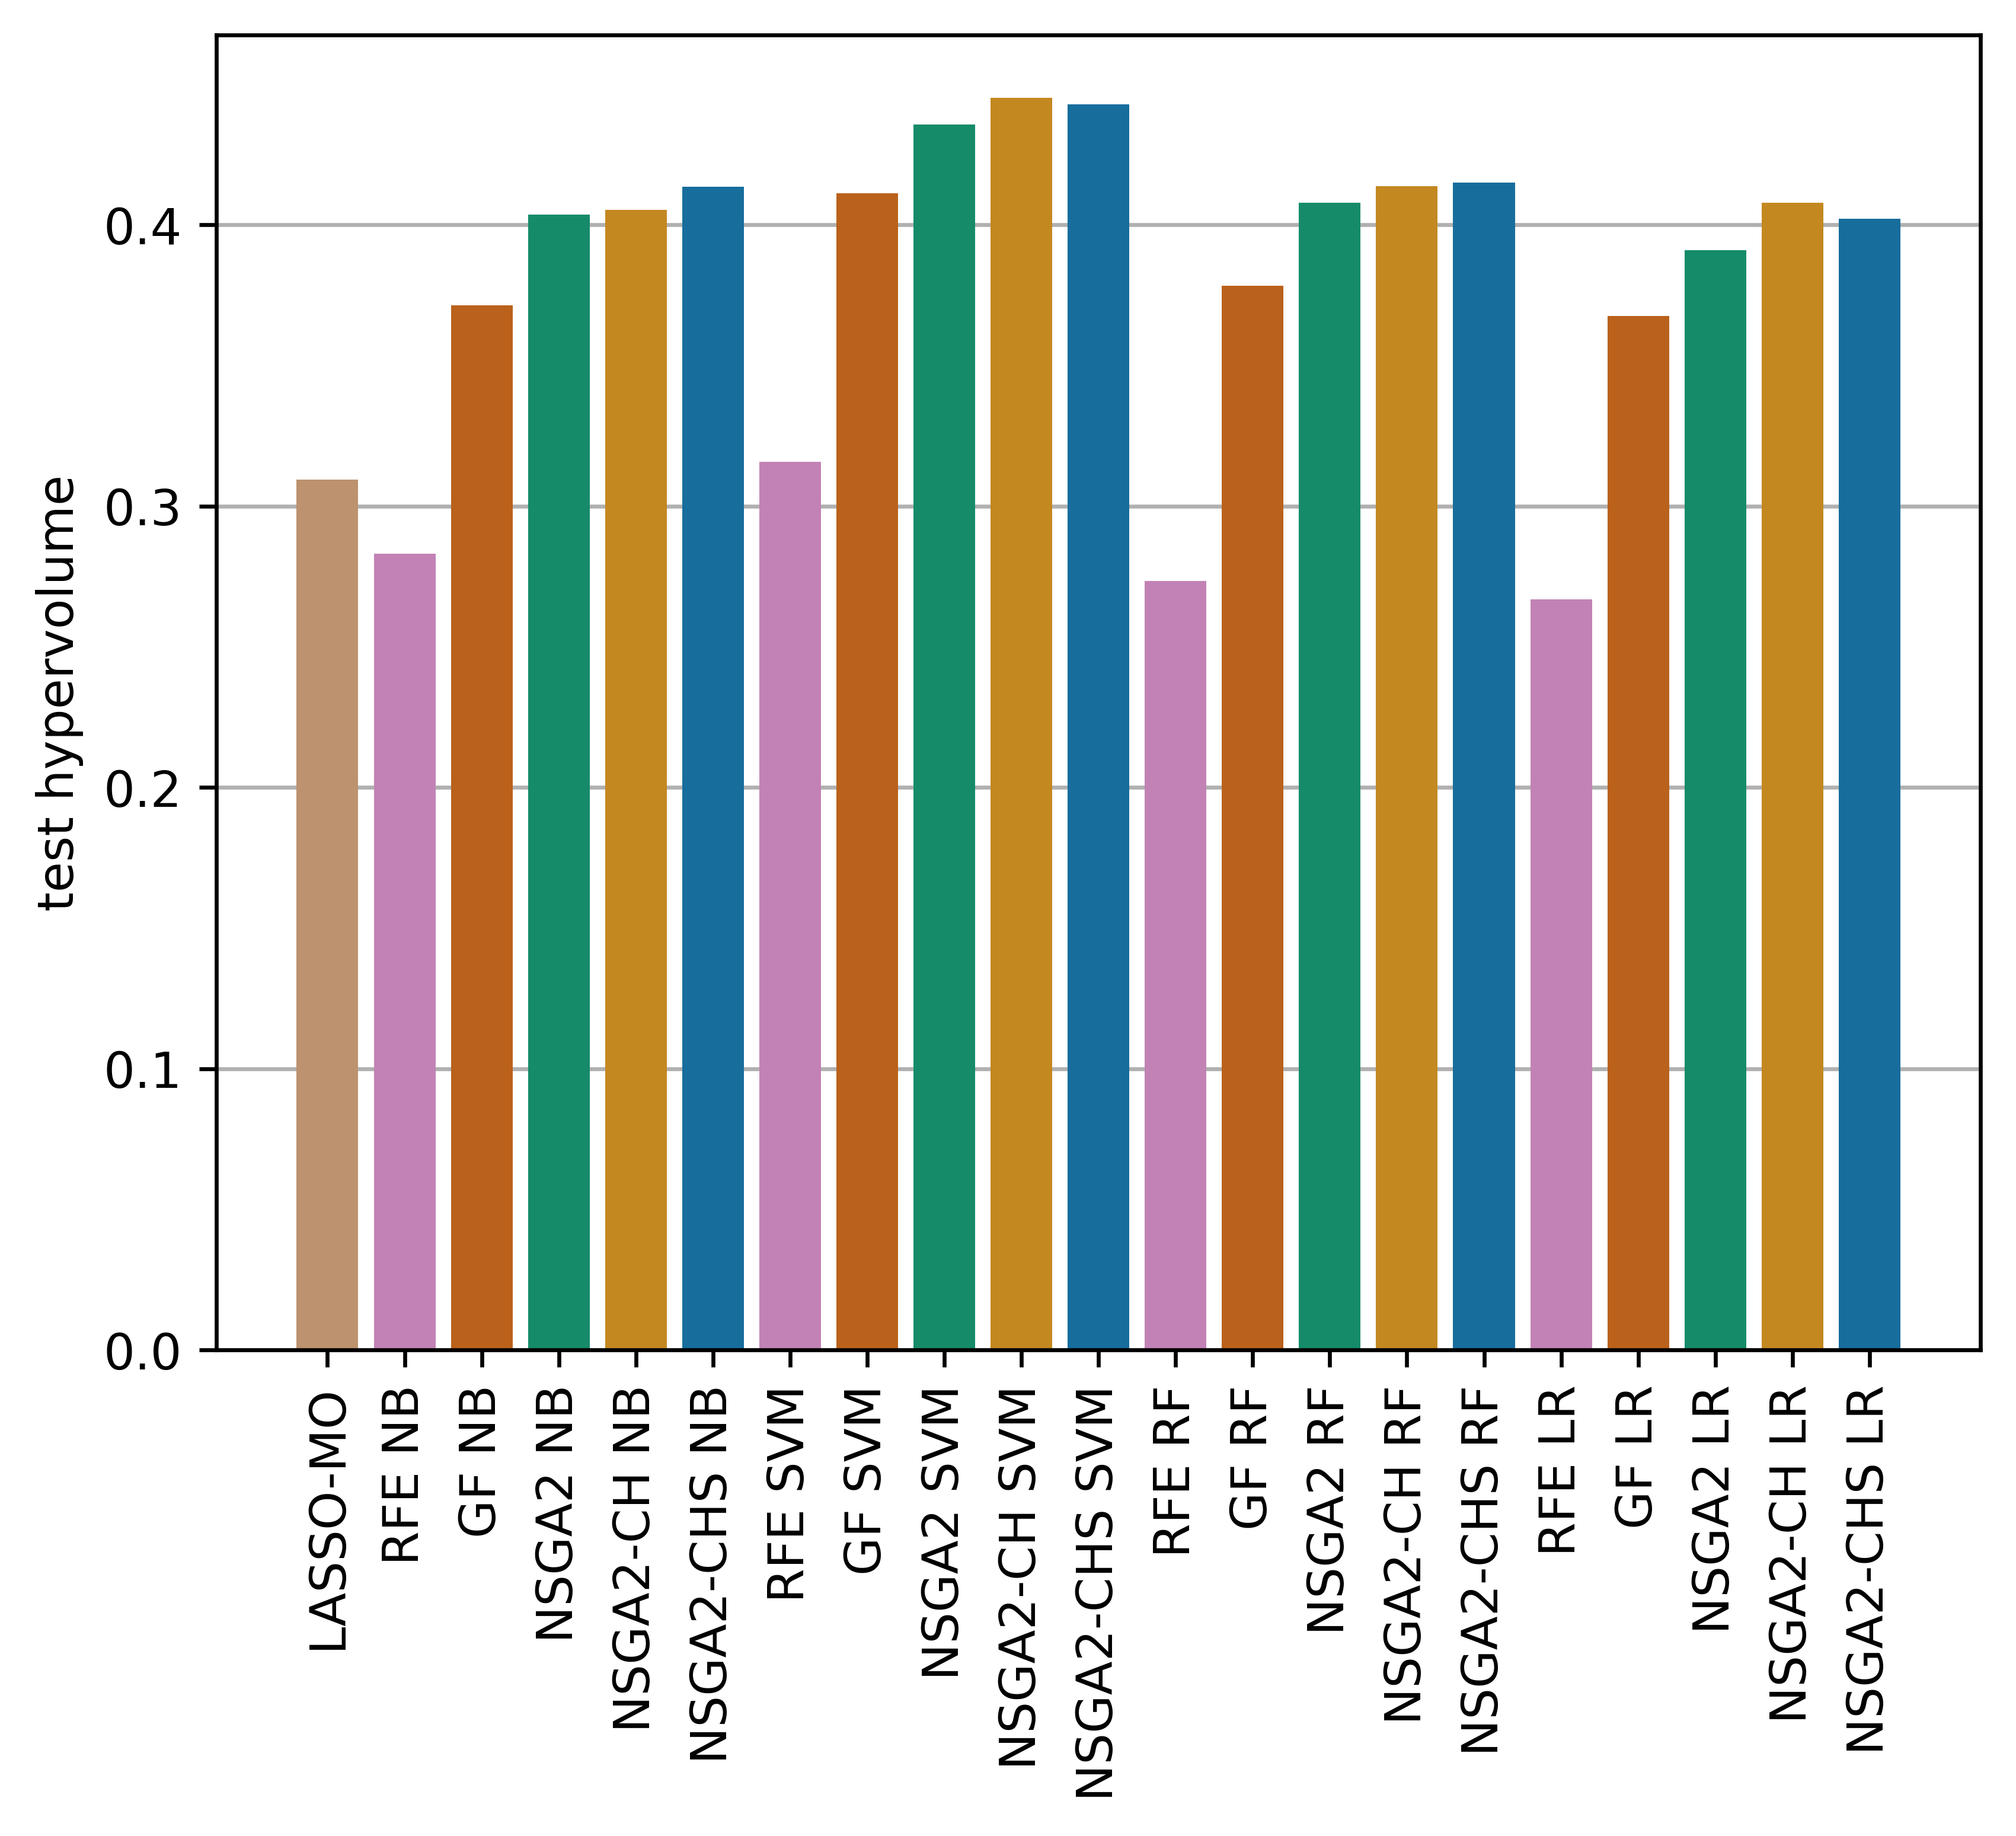 test hypervolume
0.4
0.3
0.2
0.1
0.0
LASSO-MO
RFE NB
GF NB
NSGA2 NB
NSGA2-CH NB
NSGA2-CHS NB
RFE SVM
GF SVM
NSGA2 SVM
NSGA2-CH SVM
NSGA2-CHS SVM
RFE RF
GF RF
NSGA2 RF
NSGA2-CH RF
NSGA2-CHS RF
RFE LR
GF LR
NSGA2 LR
NSGA2-CH LR
NSGA2-CHS LR